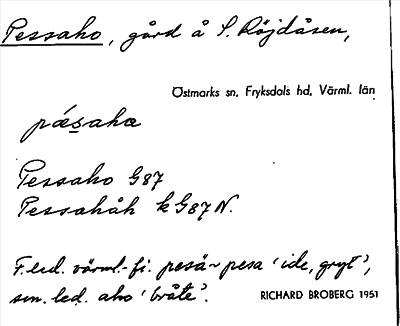 Pessaho, gård å S. Röjdåsen,
Östmarks sn, Fryksdals hd, Värml. län
pǽsaha
Pessaho G87
Pessahåh k G87 N.
F.led. värml.-fi. pesä ~ pesa 'ide, gryt',
sm. led. aho 'bråte'.
RICHARD BROBERG 1951